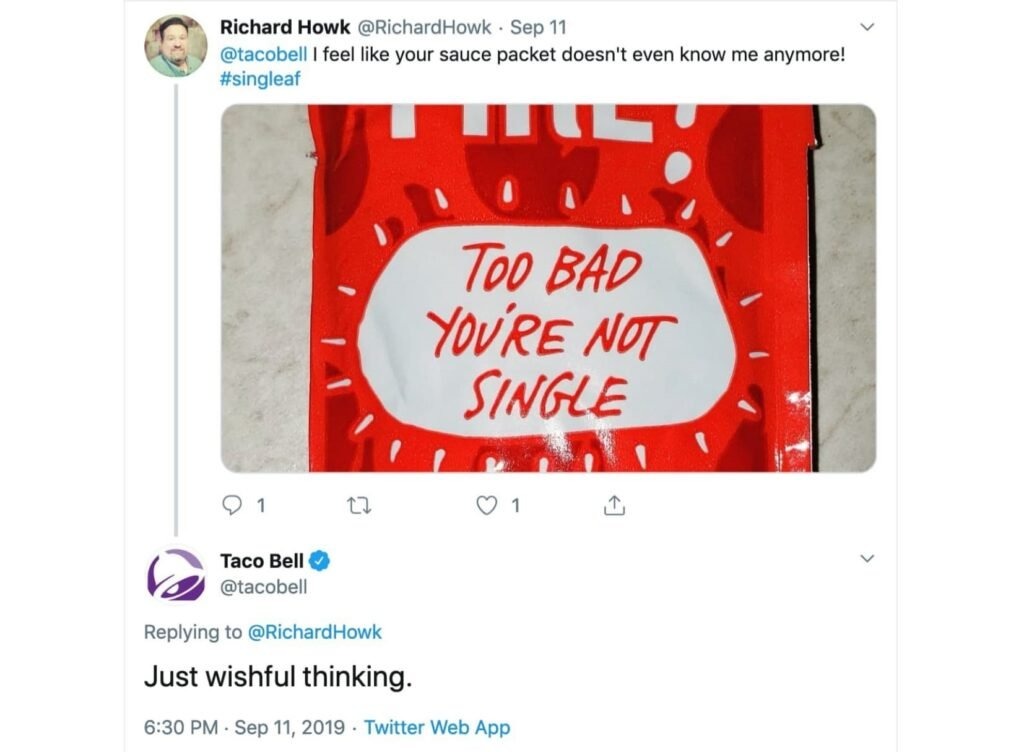 Richard Howk @RichardHowk · Sep 11
@tacobell I feel like your sauce packet doesn't even know me anymore!
#singleaf
FIRE!
TOO BAD
YOU'RE NOT
SINGLE
1 1
Taco Bell
@tacobell
Replying to @RichardHowk
Just wishful thinking.
6:30 PM · Sep 11, 2019 · Twitter Web App